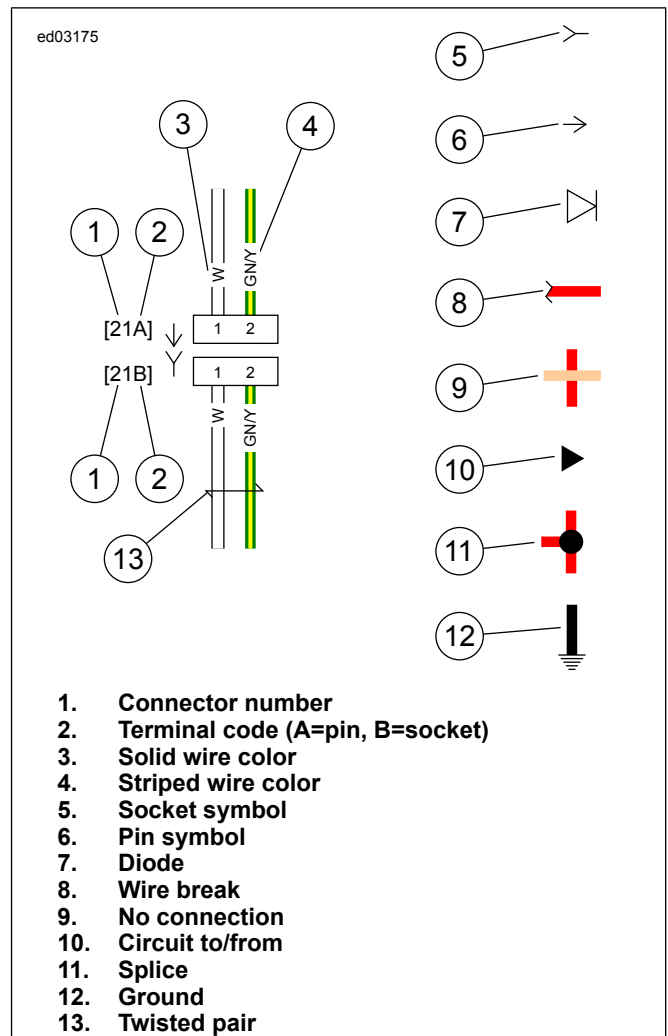 ed03175
5
3
4
6
1
2
7
W
GN/Y
8
[21A]
1 2
[21B]
1 2
9
W
GN/Y
10
1
2
11
13
12
1. Connector number
2. Terminal code (A=pin, B=socket)
3. Solid wire color
4. Striped wire color
5. Socket symbol
6. Pin symbol
7. Diode
8. Wire break
9. No connection
10. Circuit to/from
11. Splice
12. Ground
13. Twisted pair